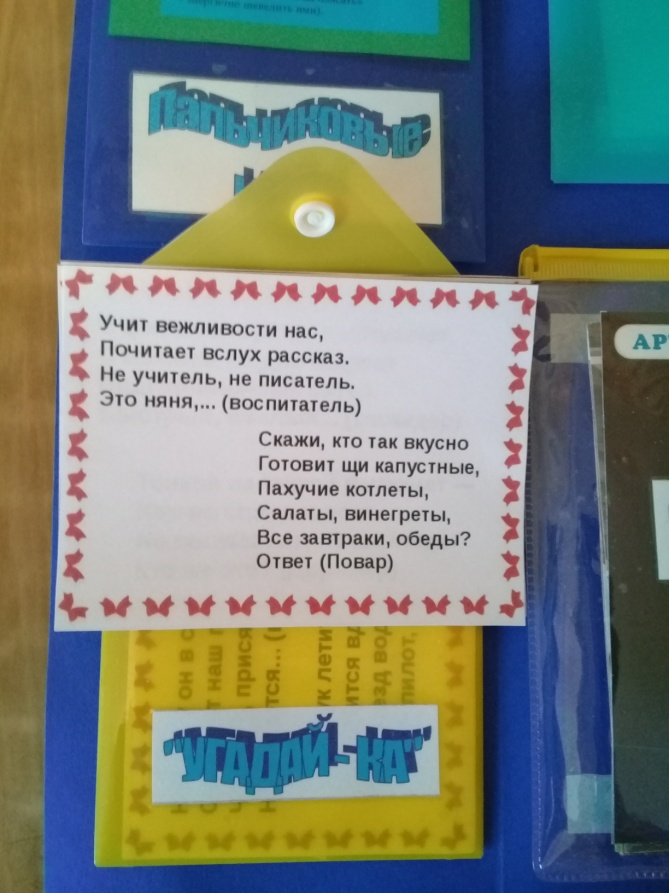 Пальчиковые
Учит вежливости нас,
Почитает вслух рассказ.
Не учитель, не писатель.
Это няня,... (воспитатель)
Скажи, кто так вкусно
Готовит щи капустные,
Пахучие котлеты,
Салаты, винегреты,
Все завтраки, обеды?
Ответ (Повар)
"УГАДАЙ-КА"